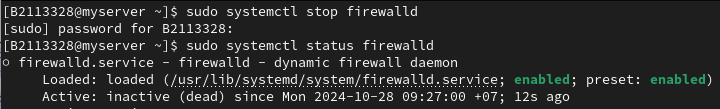 [B2113328@myserver ~]$ sudo systemctl stop firewalld
[sudo] password for B2113328:
[B2113328@myserver ~]$ sudo systemctl status firewalld
○ firewalld.service - firewalld - dynamic firewall daemon
Loaded: loaded (/usr/lib/systemd/system/firewalld.service; enabled; preset: enabled)
Active: inactive (dead) since Mon 2024-10-28 09:27:00 +07; 12s ago